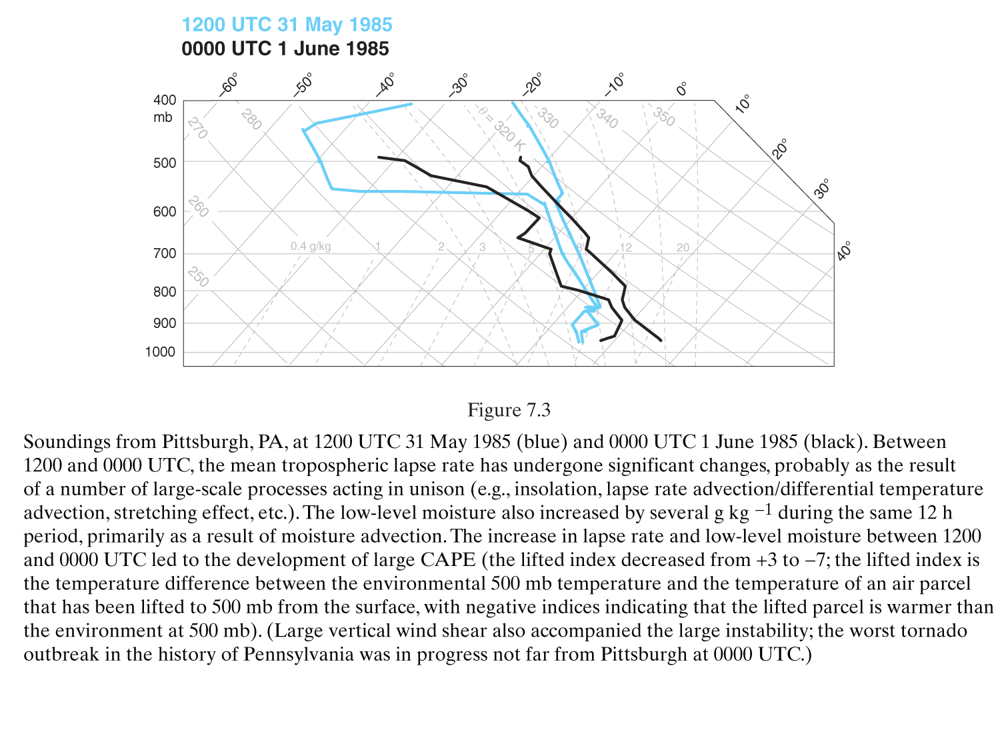 1200 UTC 31 May 1985
0000 UTC 1 June 1985
–60° –50° –40° –30° –20° –10° 0° 10° 20° 30° 40°
400
mb
500
600
700
800
900
1000
270 280 θ = 320 K 330 340 350
260
250
0.4 g/kg 1 2 3 5 8 12 20
Figure 7.3
Soundings from Pittsburgh, PA, at 1200 UTC 31 May 1985 (blue) and 0000 UTC 1 June 1985 (black). Between
1200 and 0000 UTC, the mean tropospheric lapse rate has undergone significant changes, probably as the result
of a number of large-scale processes acting in unison (e.g., insolation, lapse rate advection/differential temperature
advection, stretching effect, etc.). The low-level moisture also increased by several g kg −1 during the same 12 h
period, primarily as a result of moisture advection. The increase in lapse rate and low-level moisture between 1200
and 0000 UTC led to the development of large CAPE (the lifted index decreased from +3 to –7; the lifted index is
the temperature difference between the environmental 500 mb temperature and the temperature of an air parcel
that has been lifted to 500 mb from the surface, with negative indices indicating that the lifted parcel is warmer than
the environment at 500 mb). (Large vertical wind shear also accompanied the large instability; the worst tornado
outbreak in the history of Pennsylvania was in progress not far from Pittsburgh at 0000 UTC.)